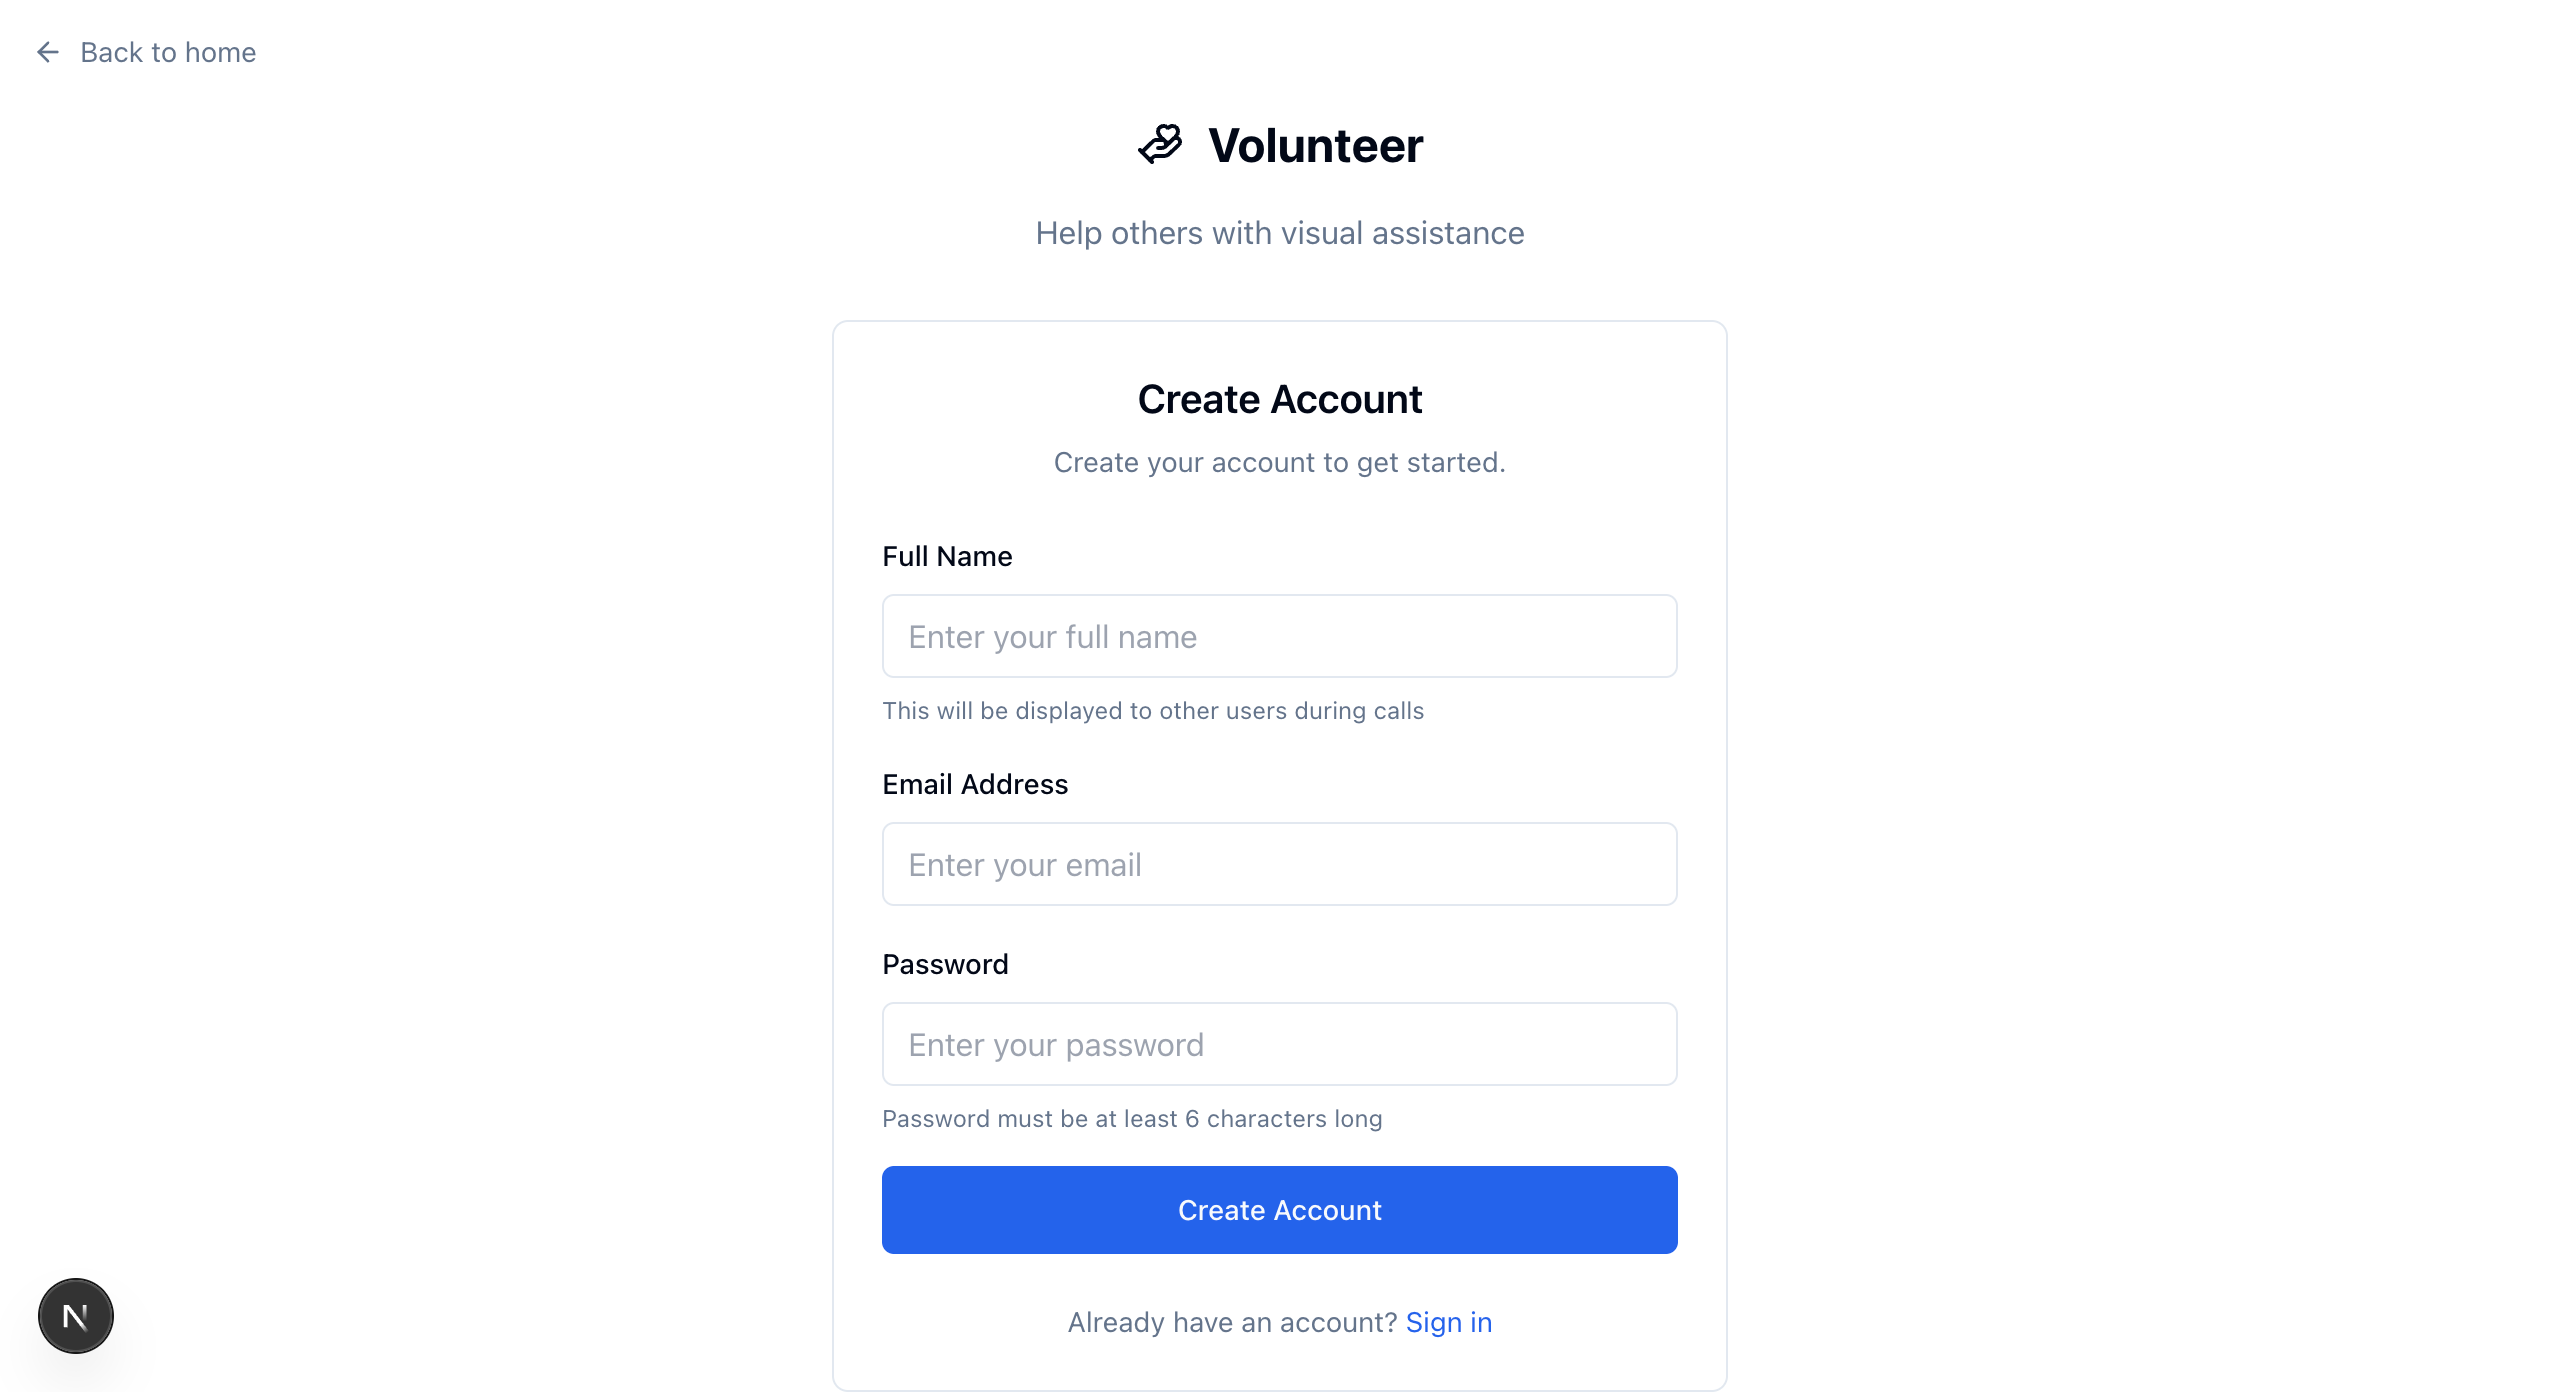 Back to home
Volunteer
Help others with visual assistance
Create Account
Create your account to get started.
Full Name
Enter your full name
This will be displayed to other users during calls
Email Address
Enter your email
Password
Enter your password
Password must be at least 6 characters long
Create Account
Already have an account? Sign in
N